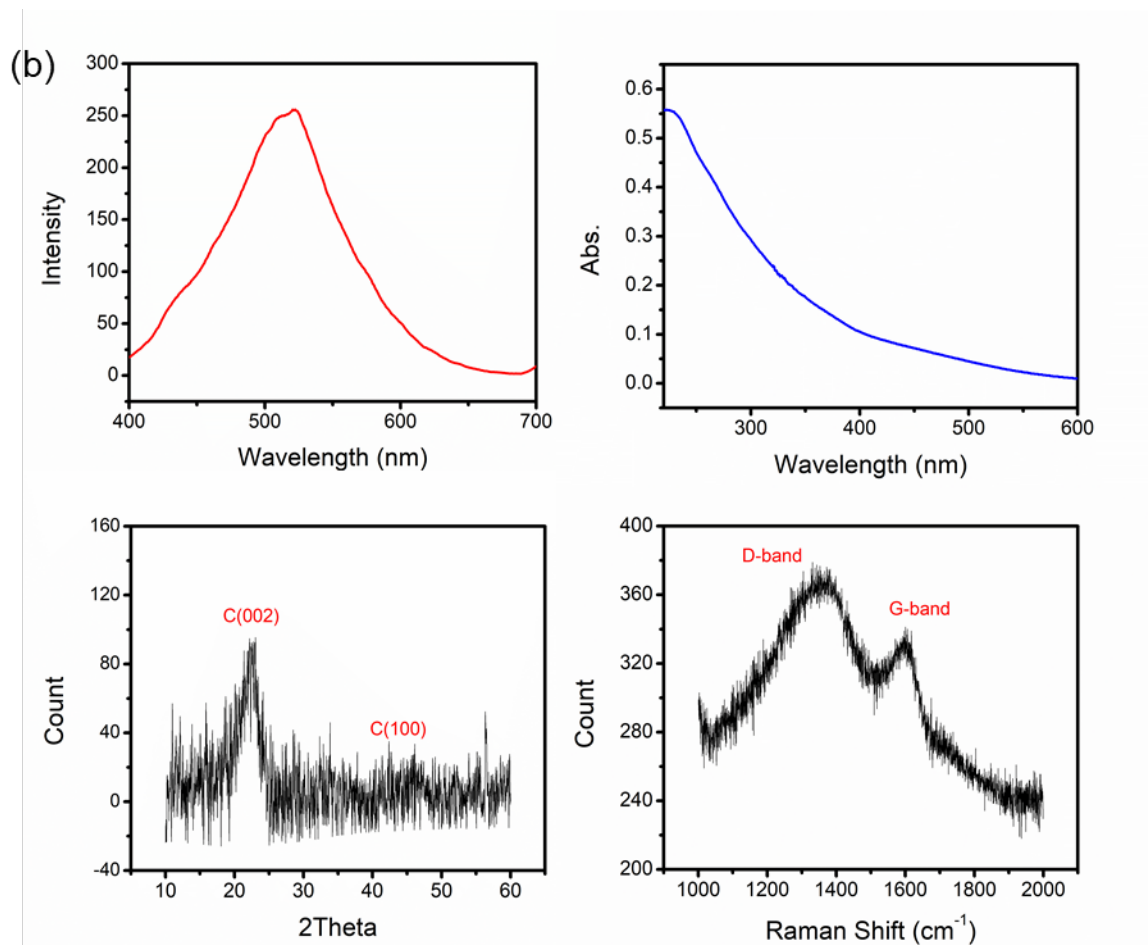 (b)
300
250
200
150
100
50
0
Intensity
400 500 600 700
Wavelength (nm)
0.6
0.5
0.4
0.3
0.2
0.1
0.0
Abs.
300 400 500 600
Wavelength (nm)
160
120
80
40
0
-40
Count
C(002)
C(100)
10 20 30 40 50 60
2Theta
400
360
320
280
240
200
Count
D-band
G-band
1000 1200 1400 1600 1800 2000
Raman Shift (cm⁻¹)